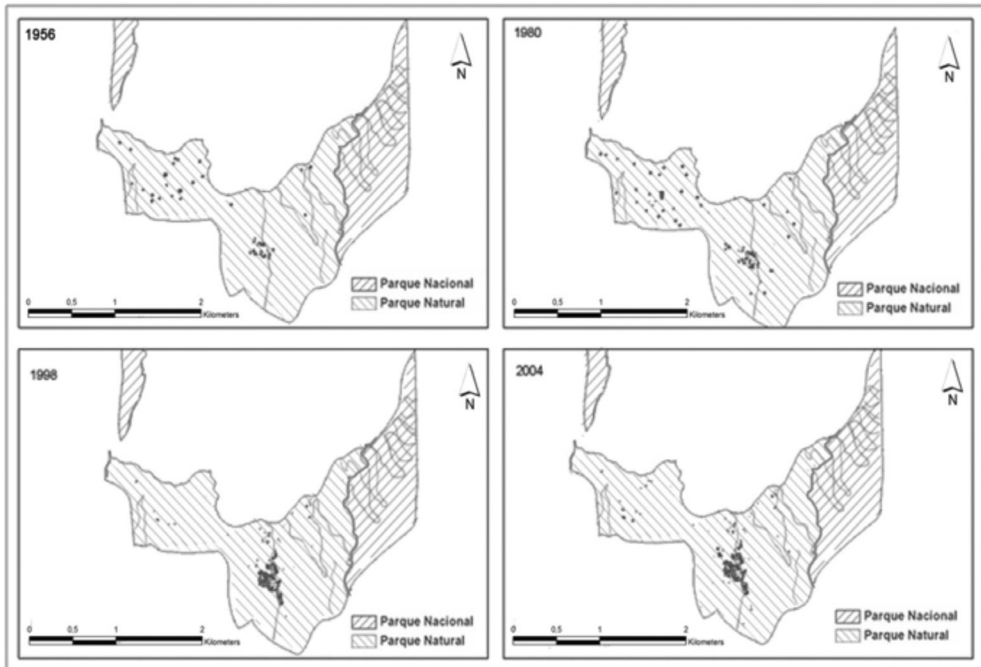 1956
N
Parque Nacional
Parque Natural
0 0,5 1 2
Kilometers
1980
N
Parque Nacional
Parque Natural
0 0,5 1 2
Kilometers
1998
N
Parque Nacional
Parque Natural
0 0,5 1 2
Kilometers
2004
N
Parque Nacional
Parque Natural
0 0,5 1 2
Kilometers